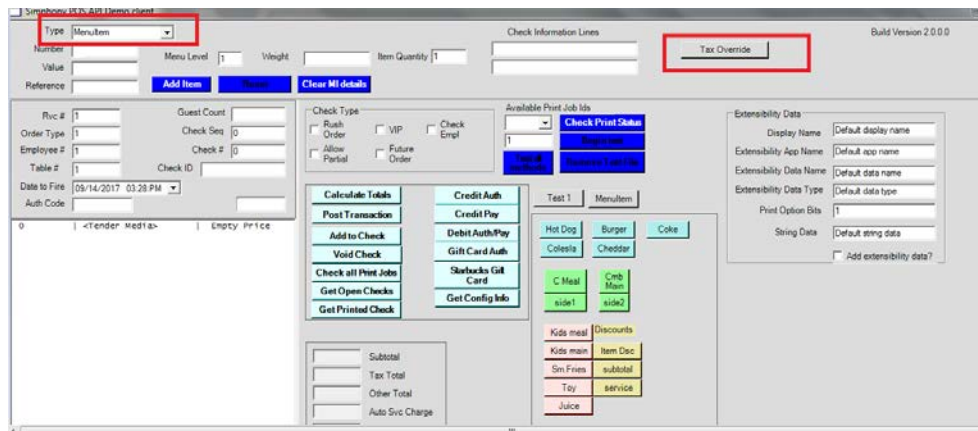 Simphony POS API Demo client
Type MenuItem
Build Version 2.0.0.0
Check Information Lines
Tax Override
Number
Menu Level 1 Weight Item Quantity 1
Value
Reference
Add Item
Clear MI details
Rvc # 1 Guest Count
Order Type 1 Check Seq 0
Employee # 1 Check # 0
Table # 1 Check ID
Date to Fire 09/14/2017 03:28 PM
Auth Code
0 | <Tender Media> | Empty Price
Check Type
Rush Order
VIP
Check Empl
Allow Partial
Future Order
Available Print Job Ids
Check Print Status
1
Calculate Totals
Credit Auth
Post Transaction
Credit Pay
Add to Check
Debit Auth/Pay
Void Check
Gift Card Auth
Check all Print Jobs
Starbucks Gift Card
Get Open Checks
Get Config Info
Get Printed Check
Subtotal
Tax Total
Other Total
Auto Svc Charge
Test 1
MenuItem
Hot Dog
Burger
Coke
Colesla
Cheddar
C Meal
Cmb Main
side1
side2
Kids meal
Discounts
Kids main
Item Dsc
Sm.Fries
subtotal
Toy
service
Juice
Extensibility Data
Display Name Default display name
Extensibility App Name Default app name
Extensibility Data Name Default data name
Extensibility Data Type Default data type
Print Option Bits 1
String Data Default string data
Add extensibility data?